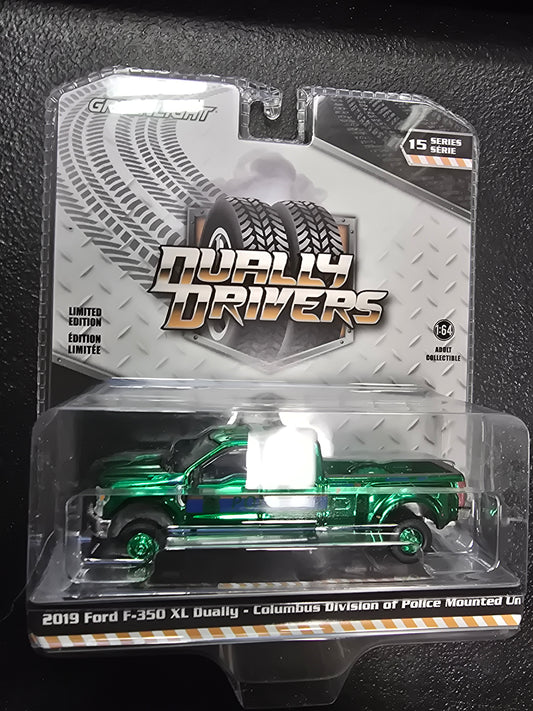 GREENLIGHT
15 SERIES
SÉRIE
DUALLY
DRIVERS
LIMITED
EDITION
ÉDITION
LIMITÉE
1:64
ADULT
COLLECTIBLE
2019 Ford F-350 XL Dually - Columbus Division of Police Mounted Un